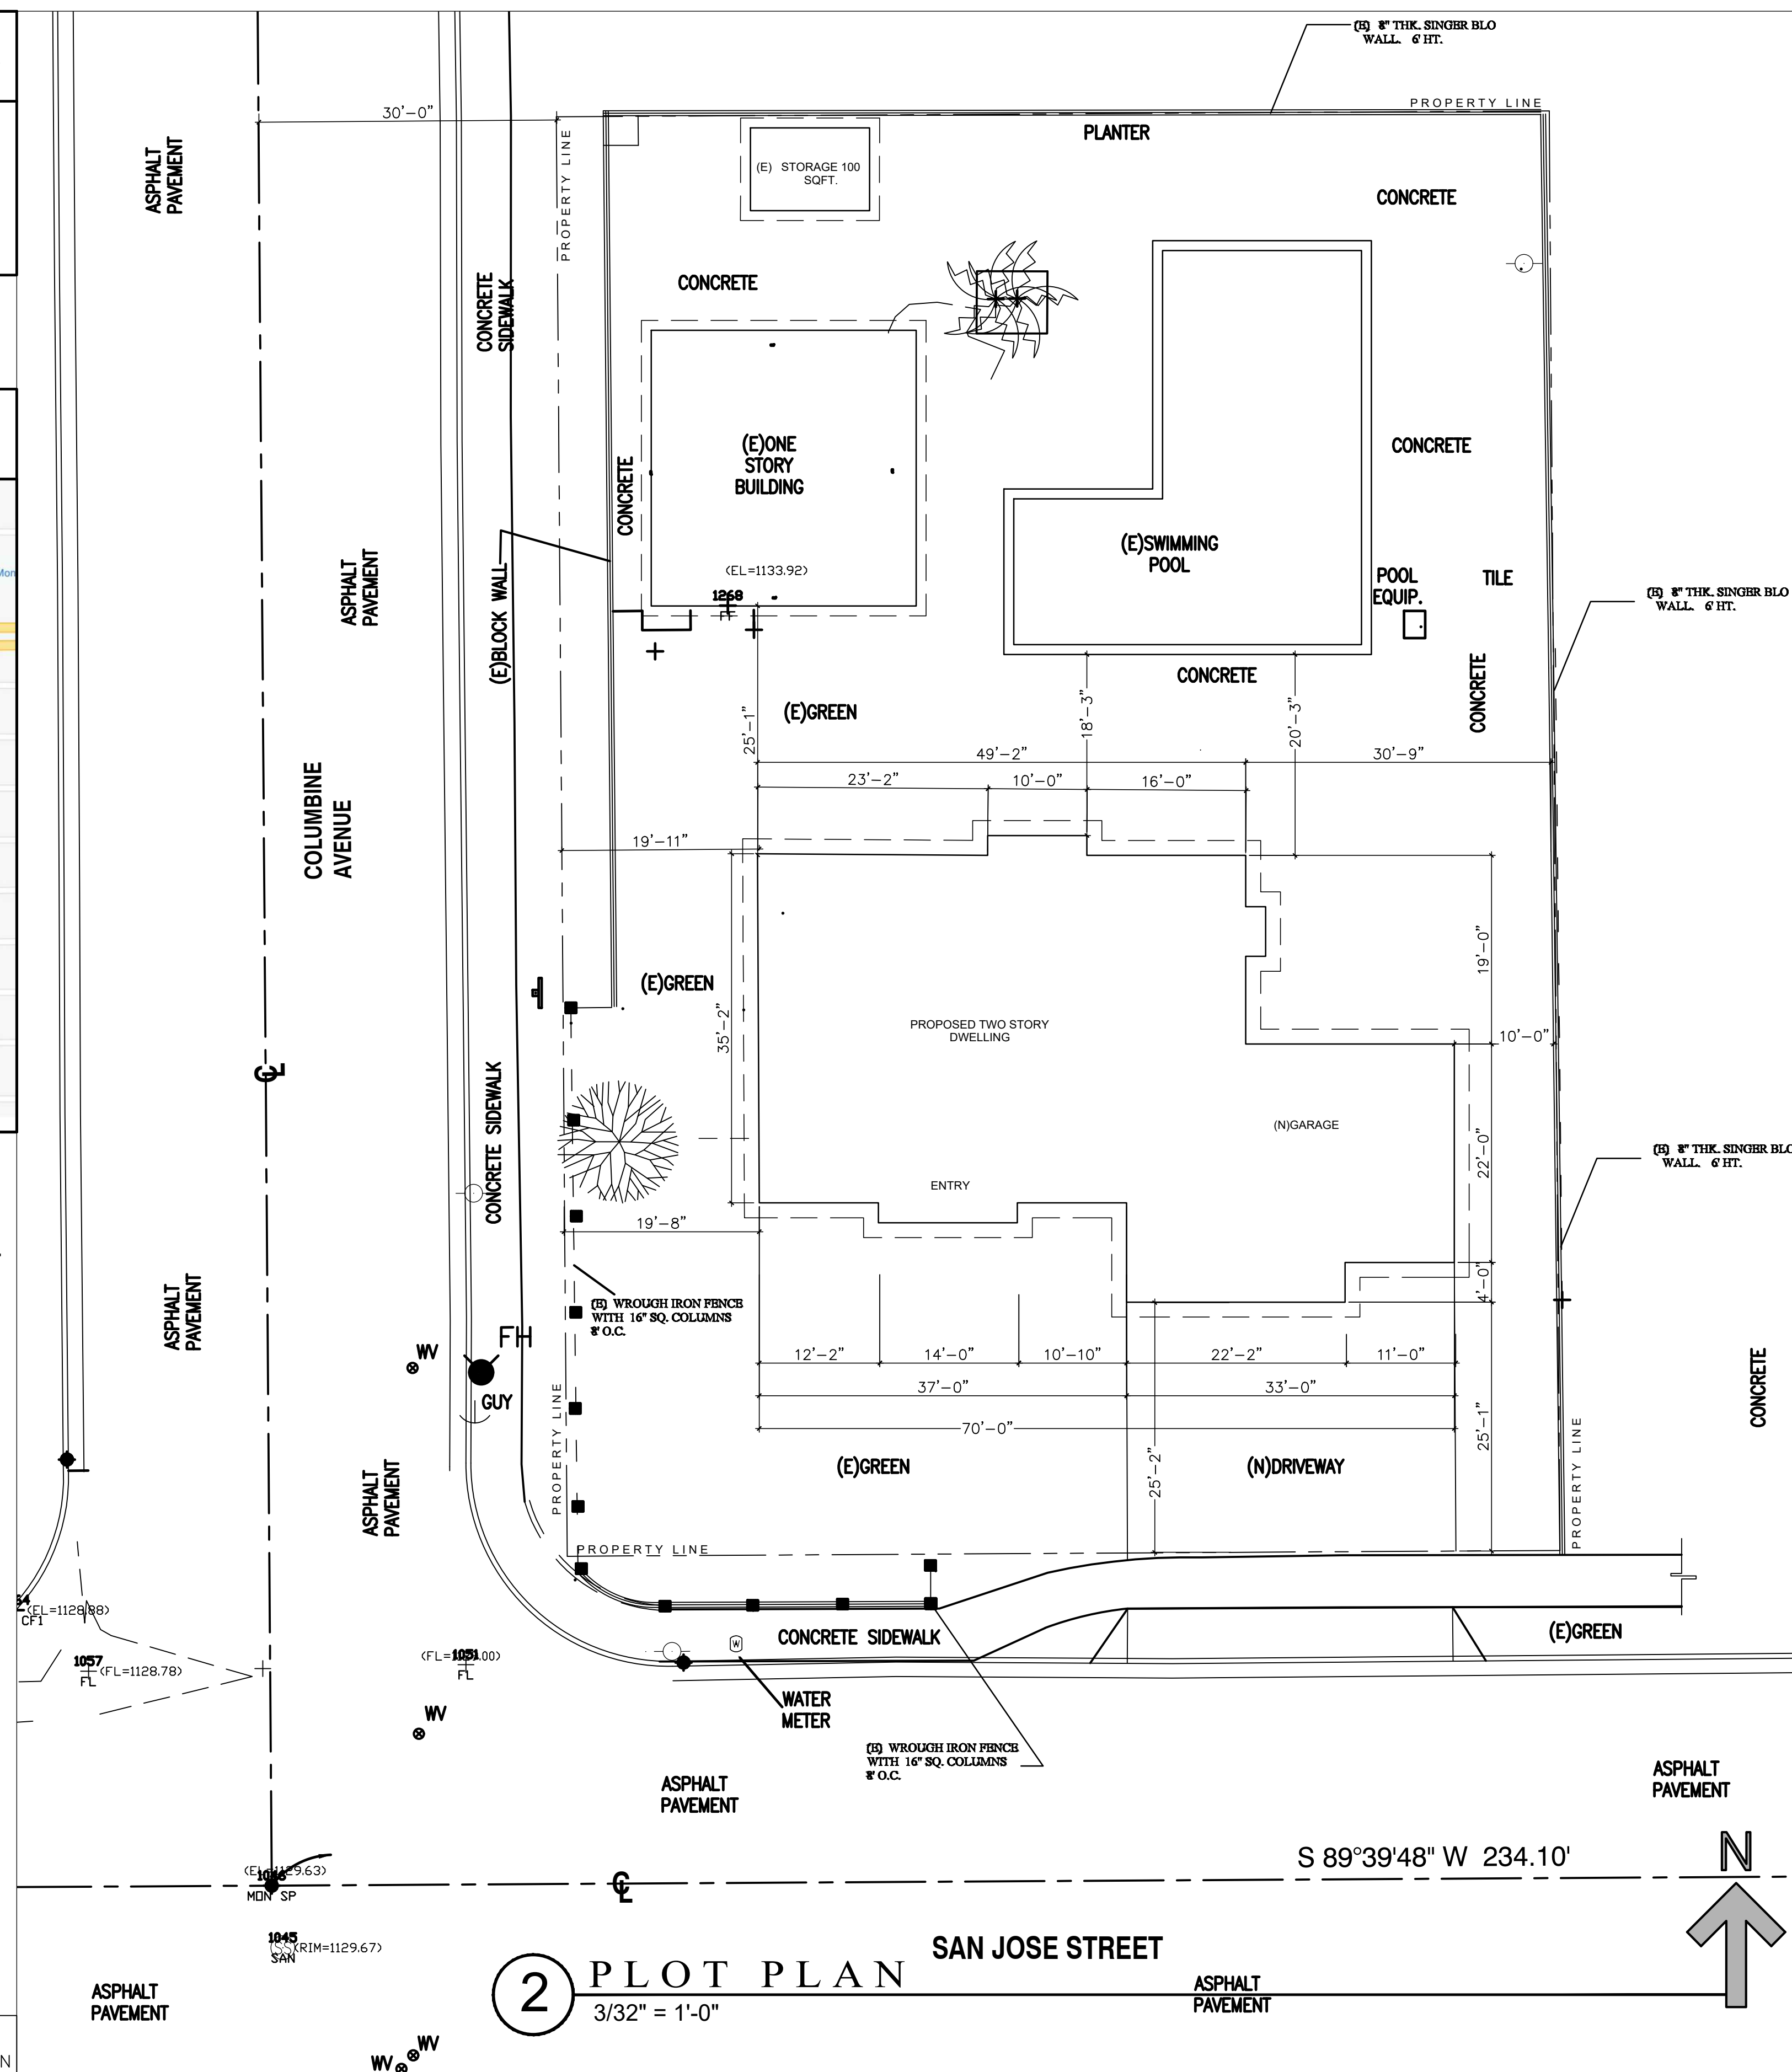 (E) 8" THK. SINGER BLO
WALL. 6' HT.
PROPERTY LINE
30'-0"
PLANTER
ASPHALT
PAVEMENT
PROPERTY LINE
(E) STORAGE 100
SQFT.
CONCRETE
CONCRETE
SIDEWALK
CONCRETE
(E)ONE
STORY
BUILDING
CONCRETE
CONCRETE
(E)SWIMMING
POOL
Mon
ASPHALT
PAVEMENT
(E)BLOCK WALL
(EL=1133.92)
1268
FF
POOL
EQUIP.
TILE
(E) 8" THK. SINGER BLO
WALL. 6' HT.
CONCRETE
CONCRETE
(E)GREEN
25'-1"
18'-3"
20'-3"
49'-2"
30'-9"
23'-2"
10'-0"
16'-0"
COLUMBINE
AVENUE
19'-11"
(E)GREEN
35'-2"
PROPOSED TWO STORY
DWELLING
19'-0"
10'-0"
CL
CONCRETE SIDEWALK
(N)GARAGE
22'-0"
(E) 8" THK. SINGER BLO
WALL. 6' HT.
ENTRY
19'-8"
ASPHALT
PAVEMENT
(E) WROUGH IRON FENCE
WITH 16" SQ. COLUMNS
8' O.C.
4'-0"
FH
WV
GUY
12'-2"
14'-0"
10'-10"
22'-2"
11'-0"
37'-0"
33'-0"
70'-0"
CONCRETE
PROPERTY LINE
25'-1"
25'-2"
(E)GREEN
(N)DRIVEWAY
PROPERTY LINE
ASPHALT
PAVEMENT
PROPERTY LINE
(EL=1128.88)
CF1
1057
(FL=1128.78)
FL
1051
FL
W
CONCRETE SIDEWALK
(E)GREEN
WATER
METER
WV
(E) WROUGH IRON FENCE
WITH 16" SQ. COLUMNS
8' O.C.
ASPHALT
PAVEMENT
ASPHALT
PAVEMENT
S 89°39'48" W 234.10'
N
MON SP
CL
1045
SS(RIM=1129.67)
SAN
SAN JOSE STREET
2
PLOT PLAN
3/32" = 1'-0"
ASPHALT
PAVEMENT
ASPHALT
PAVEMENT
WV
WV
N